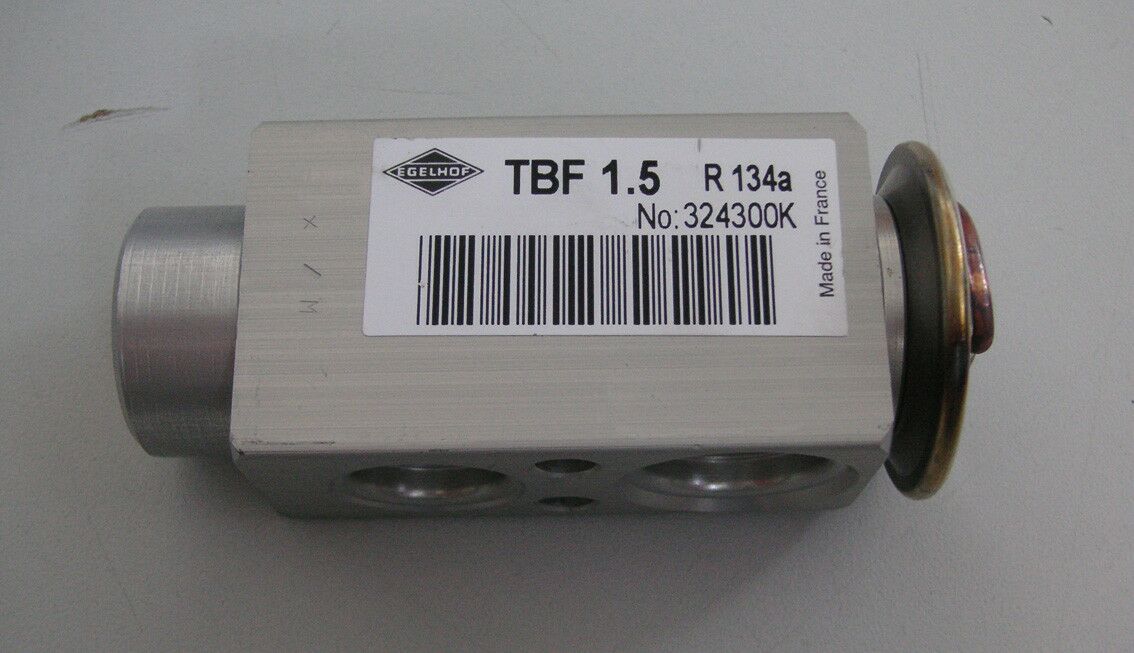 EGELHOF
TBF 1.5 R 134a
No: 324300K
Made in France
M / x